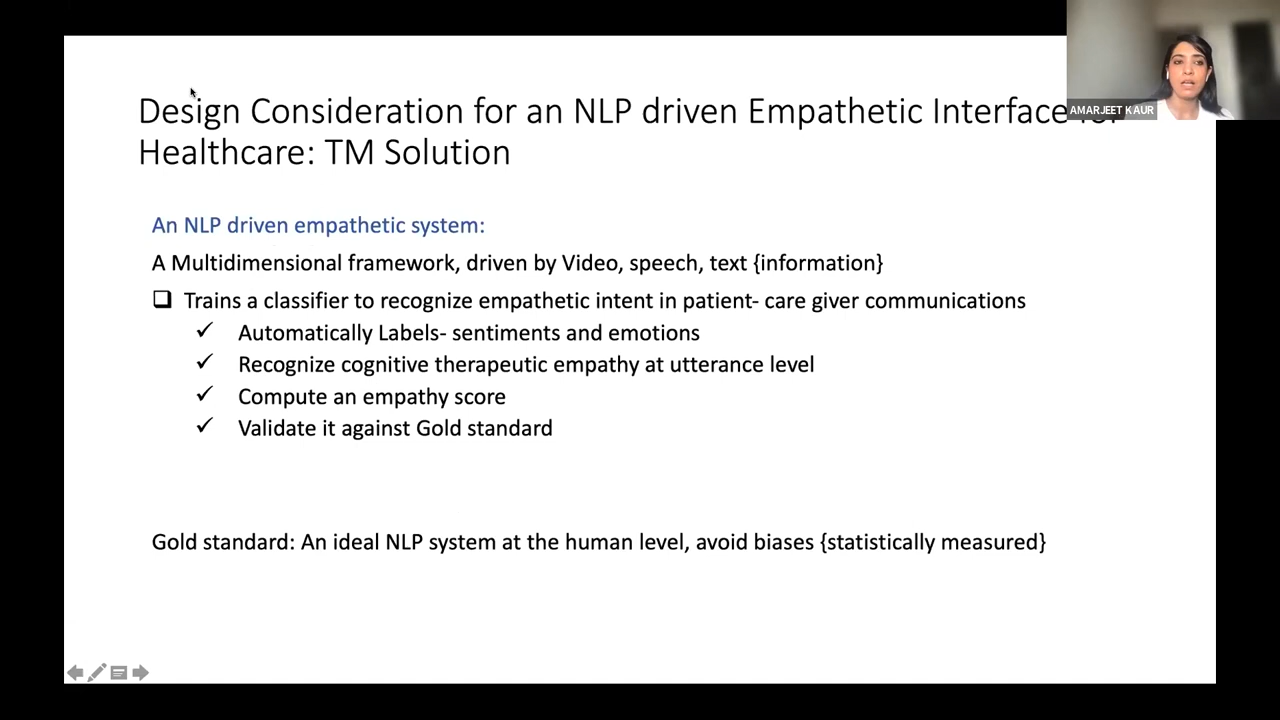 Design Consideration for an NLP driven Empathetic Interface for
Healthcare: TM Solution
AMARJEET KAUR
An NLP driven empathetic system:
A Multidimensional framework, driven by Video, speech, text {information}
Trains a classifier to recognize empathetic intent in patient- care giver communications
Automatically Labels- sentiments and emotions
Recognize cognitive therapeutic empathy at utterance level
Compute an empathy score
Validate it against Gold standard
Gold standard: An ideal NLP system at the human level, avoid biases {statistically measured}